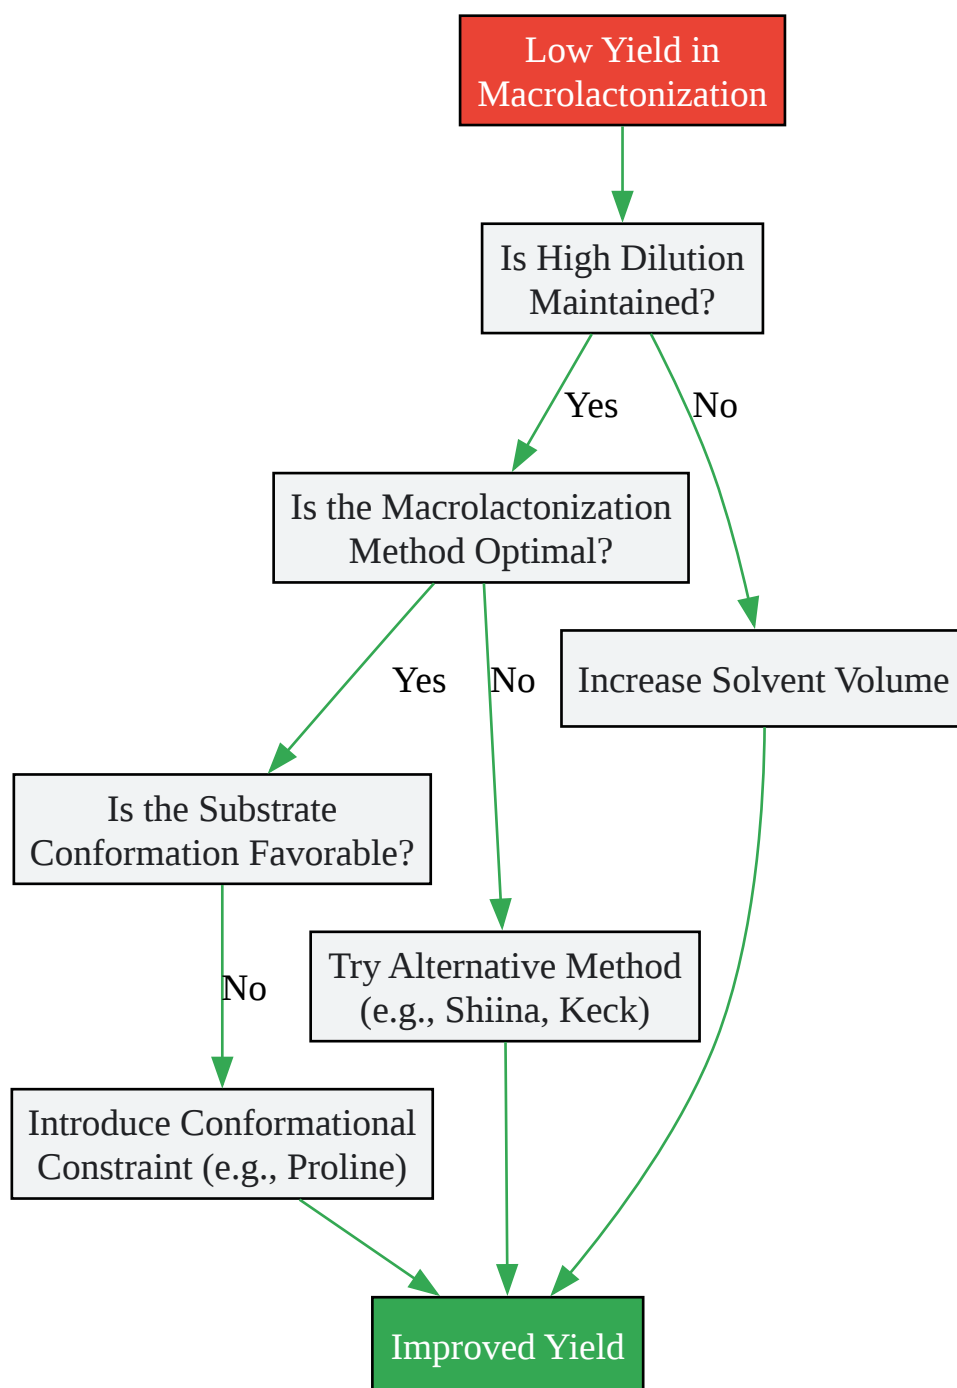 Low Yield in
Macrolactonization
Is High Dilution
Maintained?
Yes
No
Is the Macrolactonization
Method Optimal?
Increase Solvent Volume
Yes
No
Is the Substrate
Conformation Favorable?
Try Alternative Method
(e.g., Shiina, Keck)
No
Introduce Conformational
Constraint (e.g., Proline)
Improved Yield